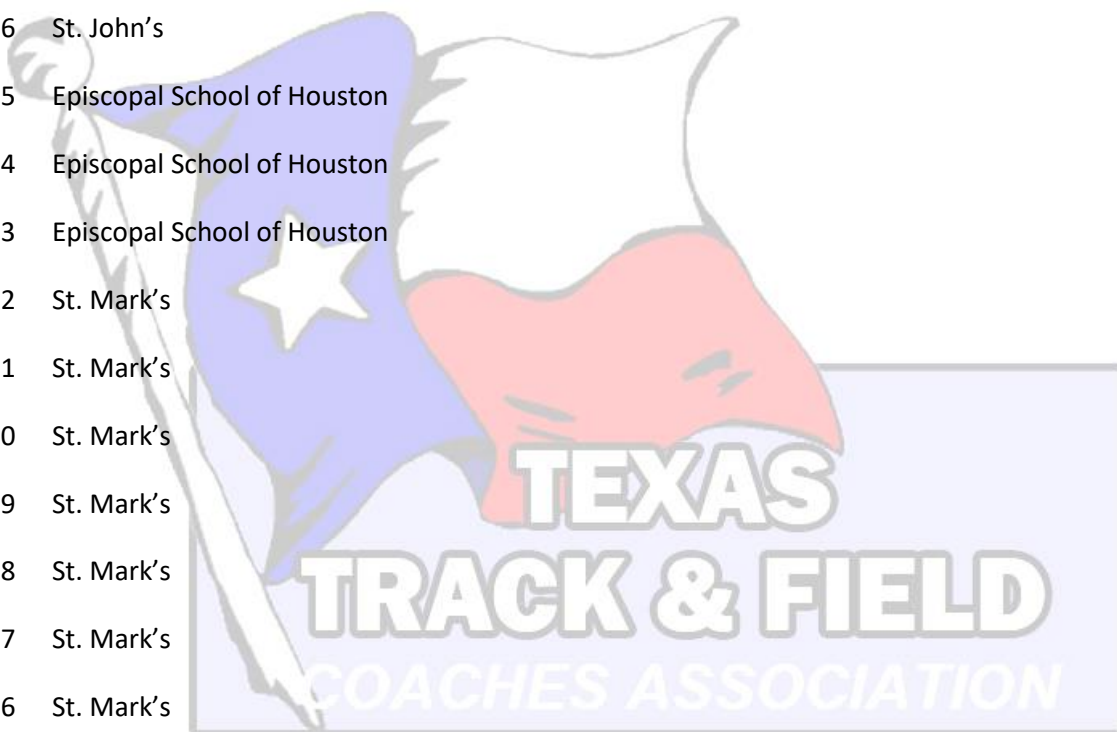 6 St. John’s
5 Episcopal School of Houston
4 Episcopal School of Houston
3 Episcopal School of Houston
2 St. Mark’s
1 St. Mark’s
0 St. Mark’s
9 St. Mark’s
8 St. Mark’s
7 St. Mark’s
6 St. Mark’s
TEXAS
TRACK & FIELD
COACHES ASSOCIATION